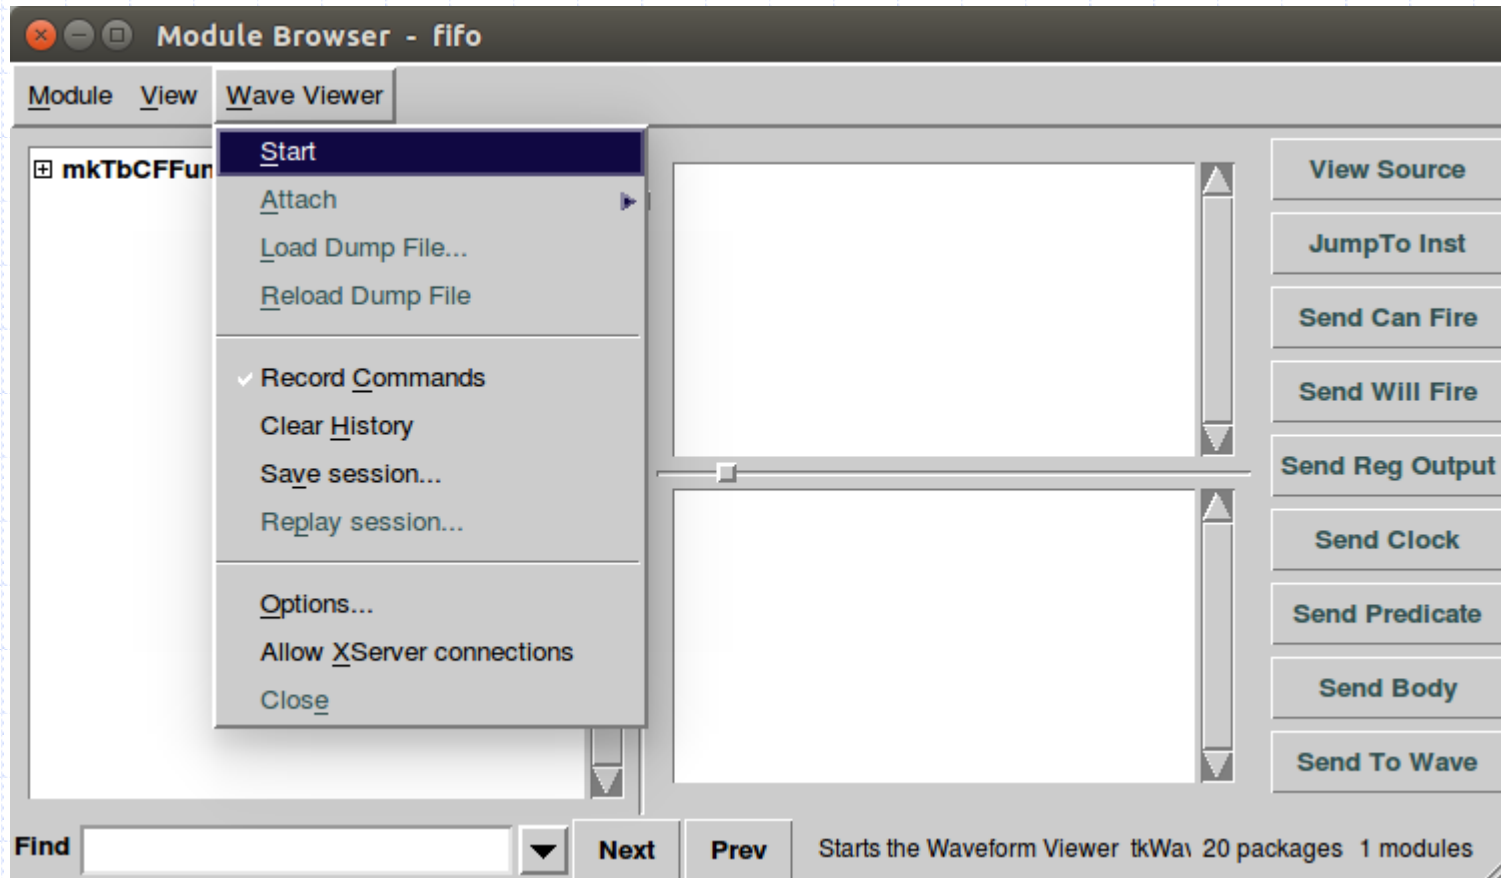 Module Browser - fifo
Module View Wave Viewer
mkTbCFFun
Start
Attach
Load Dump File...
Reload Dump File
Record Commands
Clear History
Save session...
Replay session...
Options...
Allow XServer connections
Close
View Source
JumpTo Inst
Send Can Fire
Send Will Fire
Send Reg Output
Send Clock
Send Predicate
Send Body
Send To Wave
Find Next Prev Starts the Waveform Viewer tkWav 20 packages 1 modules